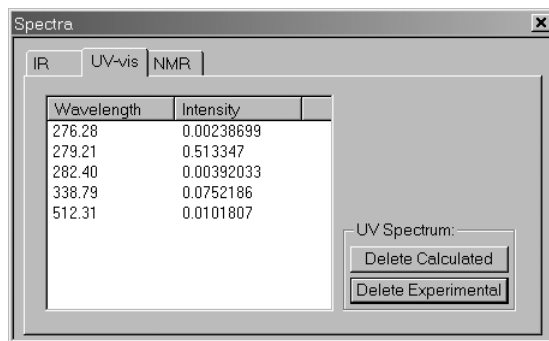 Spectra
IR UV-vis NMR
Wavelength Intensity
276.28 0.00238699
279.21 0.513347
282.40 0.00392033
338.79 0.0752186
512.31 0.0101807
UV Spectrum:
Delete Calculated
Delete Experimental